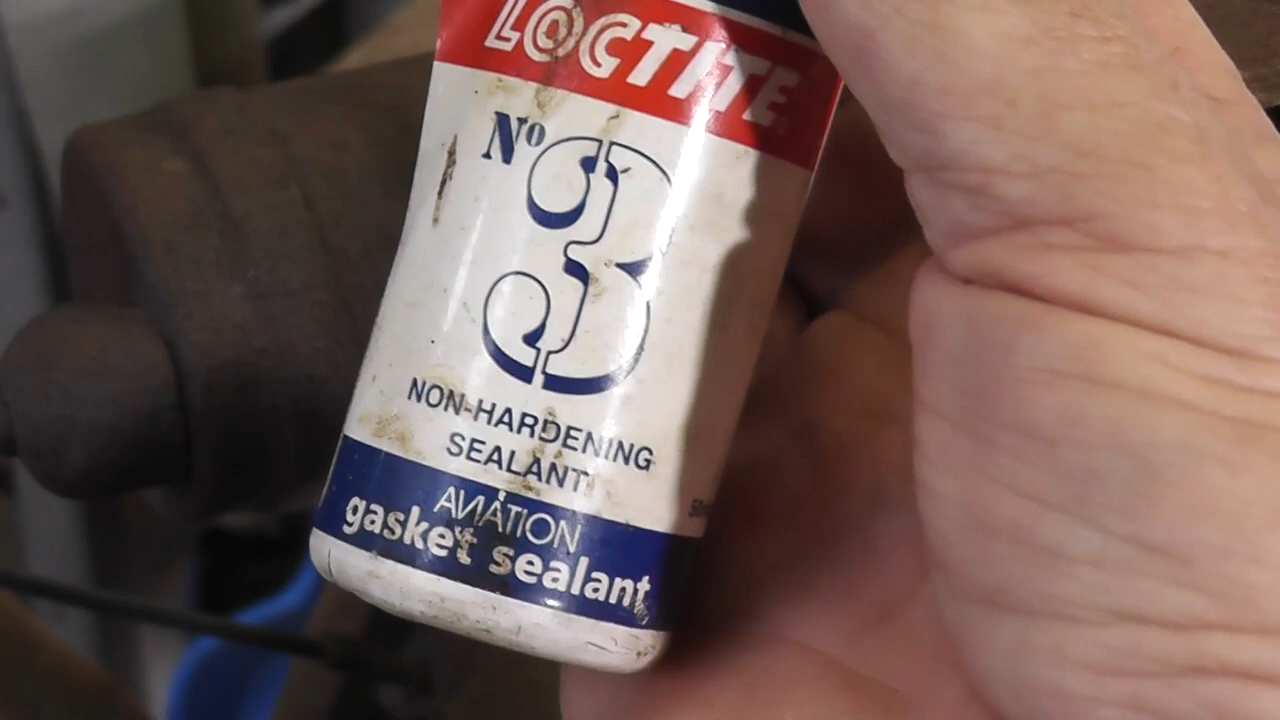 LOCTITE
Nº 3
NON-HARDENING
SEALANT
AVIATION
gasket sealant